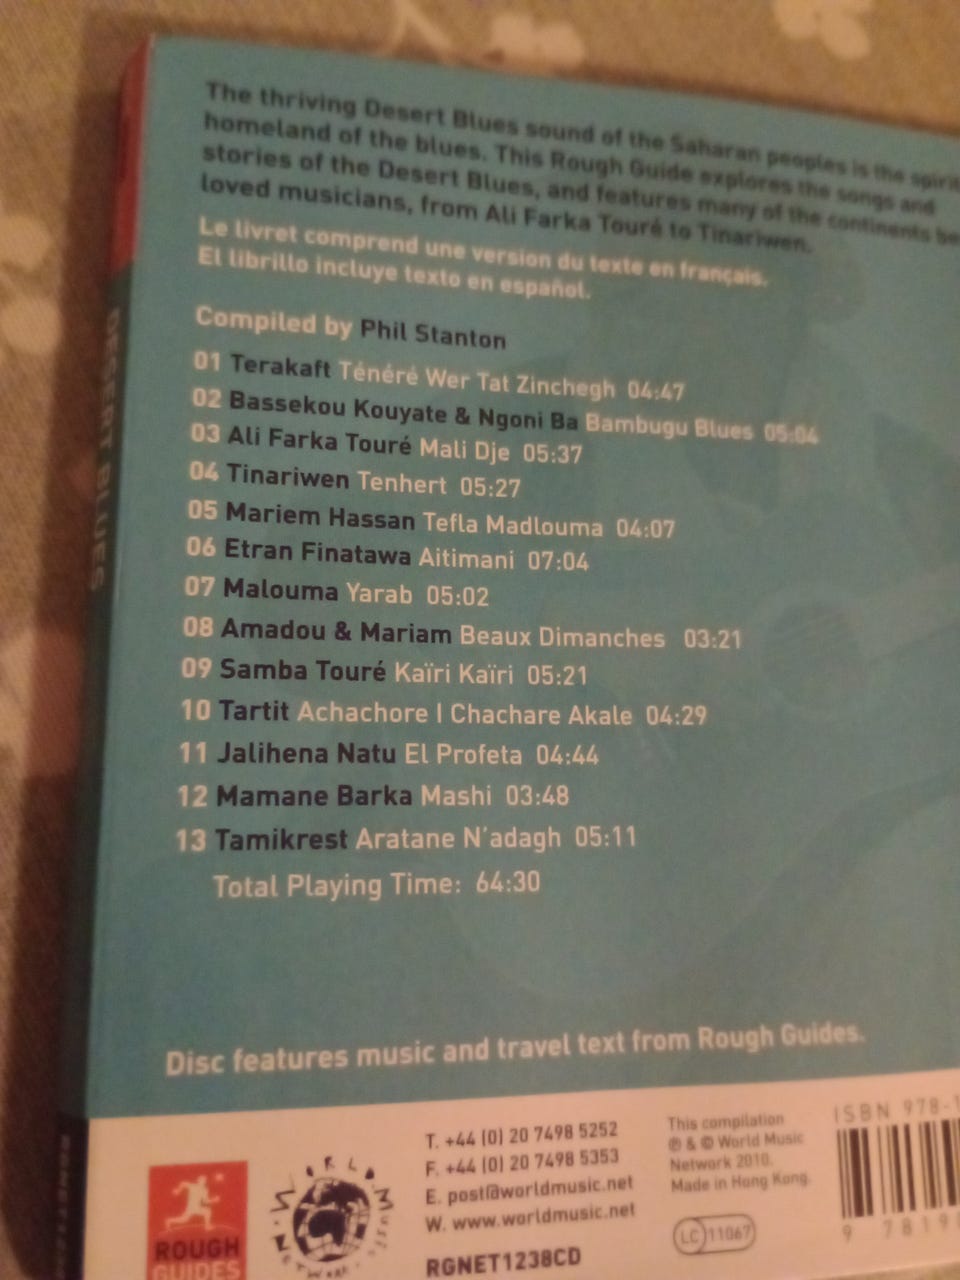 The thriving Desert Blues sound of the Saharan peoples is the
homeland of the blues. This Rough Guide explores the songs and
stories of the Desert Blues, and features many of the continents
loved musicians, from Ali Farka Touré to Tinariwen.
Le livret comprend une version du texte en français.
El librillo incluye texto en español.
Compiled by Phil Stanton
01 Terakaft Ténéré Wer Tat Zinchegh 04:47
02 Bassekou Kouyate & Ngoni Ba Bambugu Blues 05:04
03 Ali Farka Touré Mali Dje 05:37
04 Tinariwen Tenhert 05:27
05 Mariem Hassan Tefla Madlouma 04:07
06 Etran Finatawa Aitimani 07:04
07 Malouma Yarab 05:02
08 Amadou & Mariam Beaux Dimanches 03:21
09 Samba Touré Kaïri Kaïri 05:21
10 Tartit Achachore I Chachare Akale 04:29
11 Jalihena Natu El Profeta 04:44
12 Mamane Barka Mashi 03:48
13 Tamikrest Aratane N'adagh 05:11
Total Playing Time: 64:30
Disc features music and travel text from Rough Guides.
DESERT BLUES
ROUGH
GUIDES
WORLD MUSIC NETWORK
T. +44 (0) 20 7498 5252
F. +44 (0) 20 7498 5353
E. post@worldmusic.net
W. www.worldmusic.net
RGNET1238CD
This compilation
℗ & © World Music
Network 2010.
Made in Hong Kong.
LC 11067
ISBN 978-1
9 78190